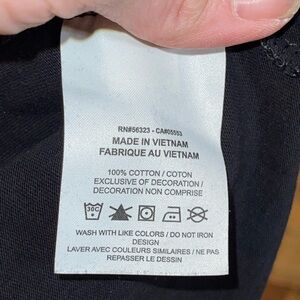 RN#56323 - CA#05553
MADE IN VIETNAM
FABRIQUE AU VIETNAM
100% COTTON / COTON
EXCLUSIVE OF DECORATION /
DECORATION NON COMPRISE
30C
WASH WITH LIKE COLORS / DO NOT IRON
DESIGN
LAVER AVEC COULEURS SIMILAIRES / NE PAS
REPASSER LE DESSIN